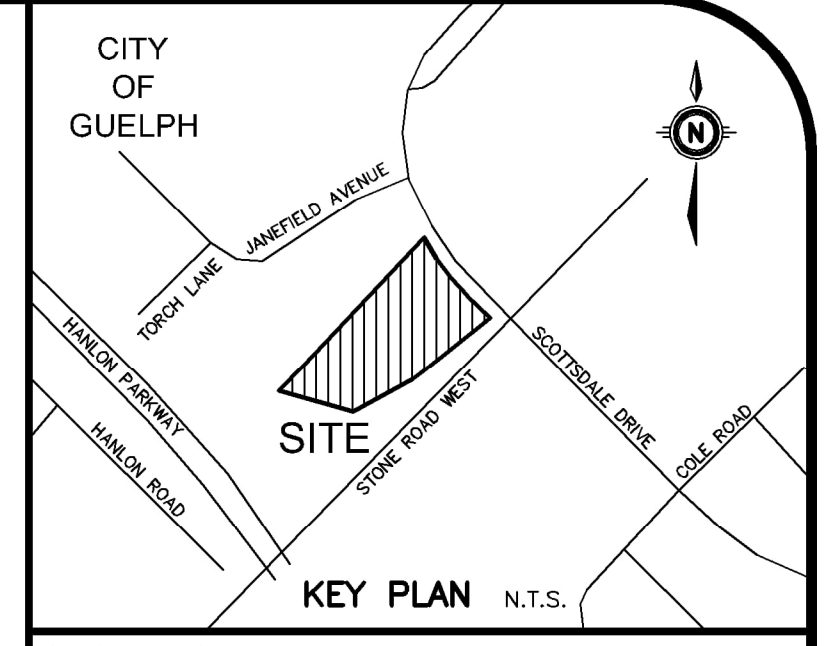 CITY
OF
GUELPH
N
JANEFIELD AVENUE
TORCH LANE
HANLON PARKWAY
HANLON ROAD
SITE
STONE ROAD WEST
SCOTTSDALE DRIVE
COLE ROAD
KEY PLAN N.T.S.